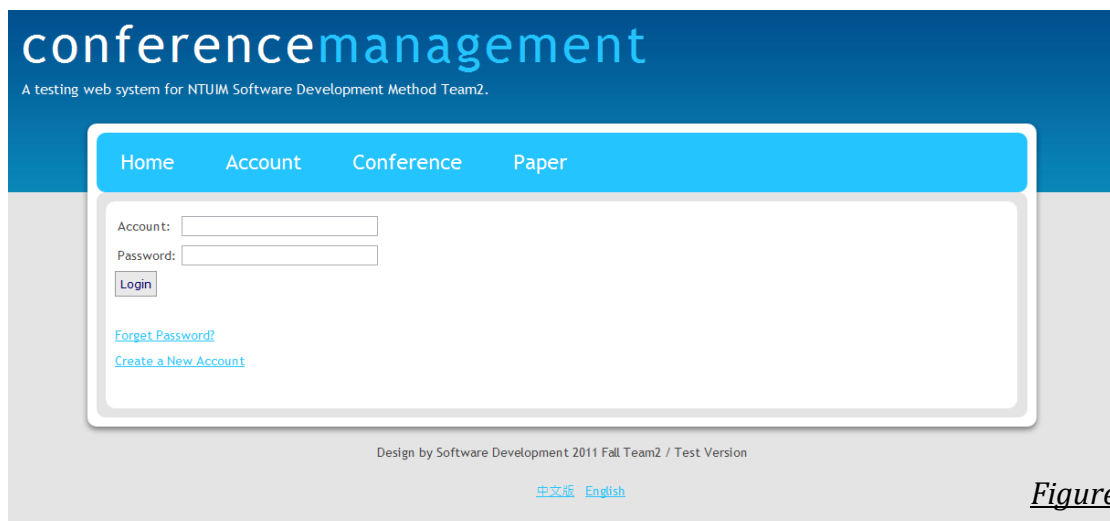 conferencemanagement
A testing web system for NTUIM Software Development Method Team2.
Home Account Conference Paper
Account:
Password:
Login
Forget Password?
Create a New Account
Design by Software Development 2011 Fall Team2 / Test Version
中文版 English
Figure